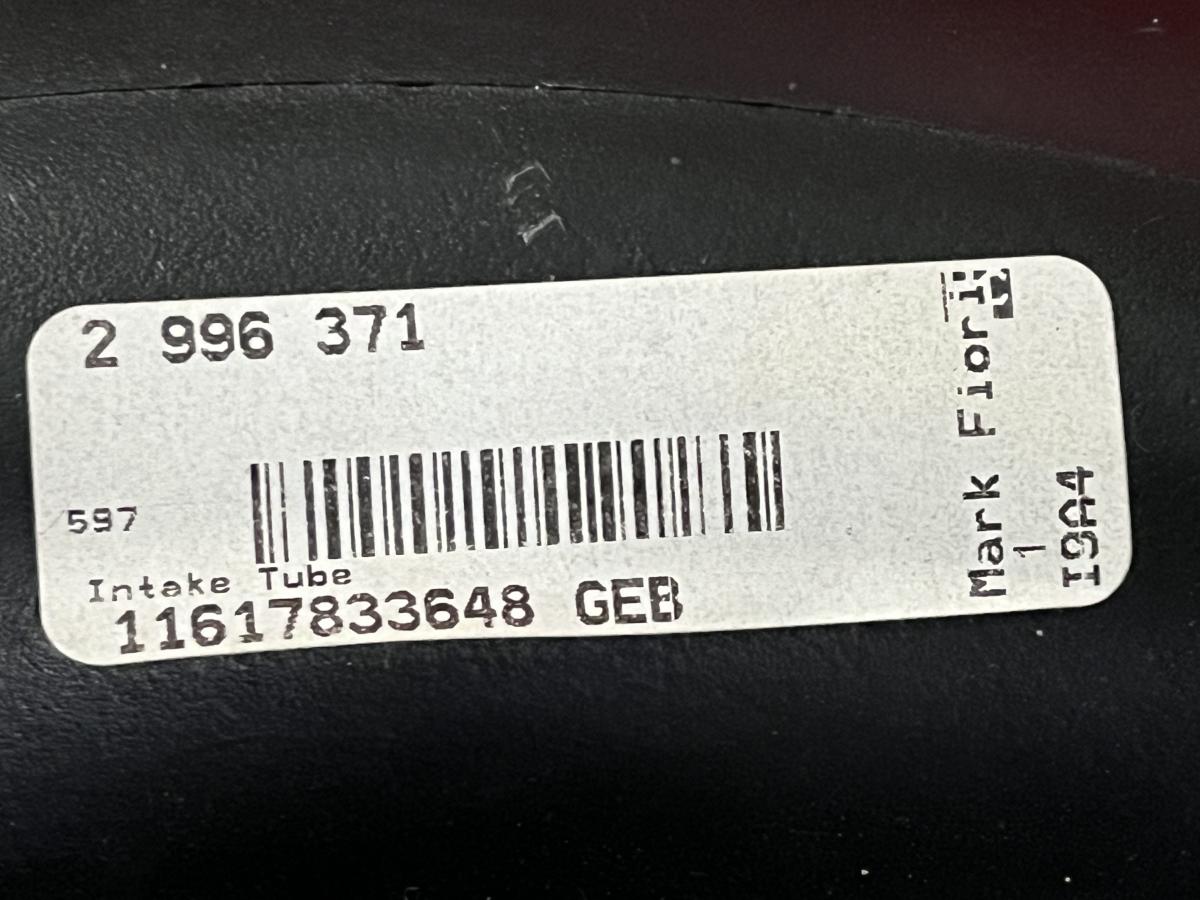 2 996 371
597
Intake Tube
11617833648 GEB
Mark Fiori
1
I9A4